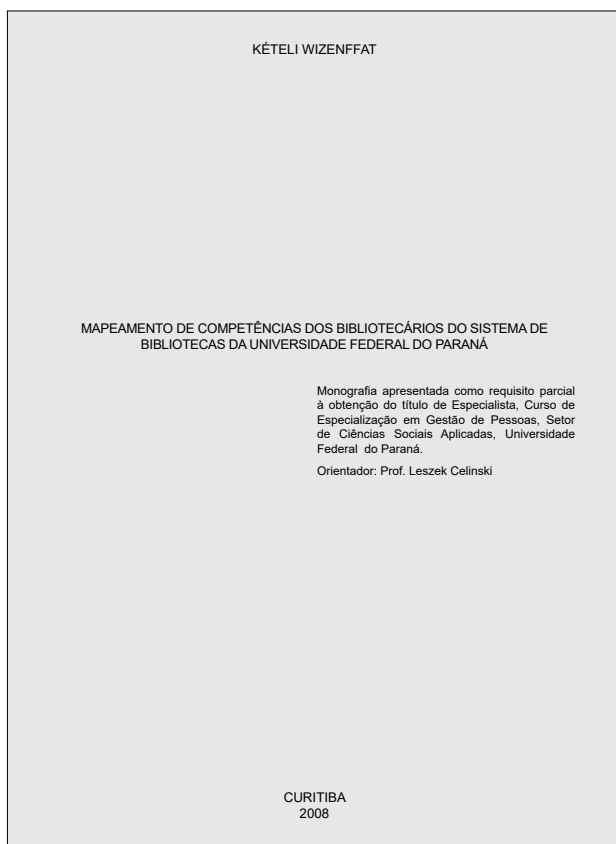 KÉTELI WIZENFFAT
MAPEAMENTO DE COMPETÊNCIAS DOS BIBLIOTECÁRIOS DO SISTEMA DE
BIBLIOTECAS DA UNIVERSIDADE FEDERAL DO PARANÁ
Monografia apresentada como requisito parcial
à obtenção do título de Especialista, Curso de
Especialização em Gestão de Pessoas, Setor
de Ciências Sociais Aplicadas, Universidade
Federal do Paraná.
Orientador: Prof. Leszek Celinski
CURITIBA
2008